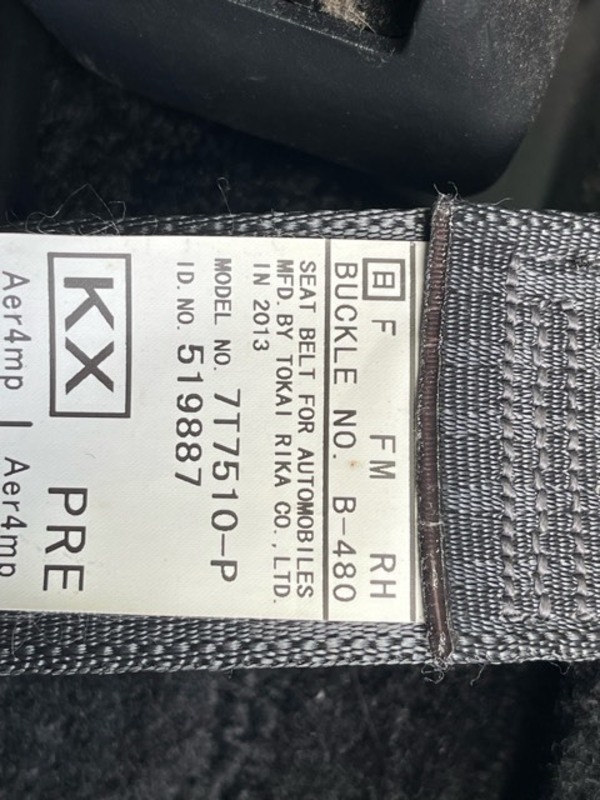 日 F FM RH
BUCKLE NO. B-480
SEAT BELT FOR AUTOMOBILES
MFD. BY TOKAI RIKA CO., LTD.
IN 2013
MODEL NO. 7T7510-P
ID. NO. 519887
KX PRE
Aer4mp | Aer4mp